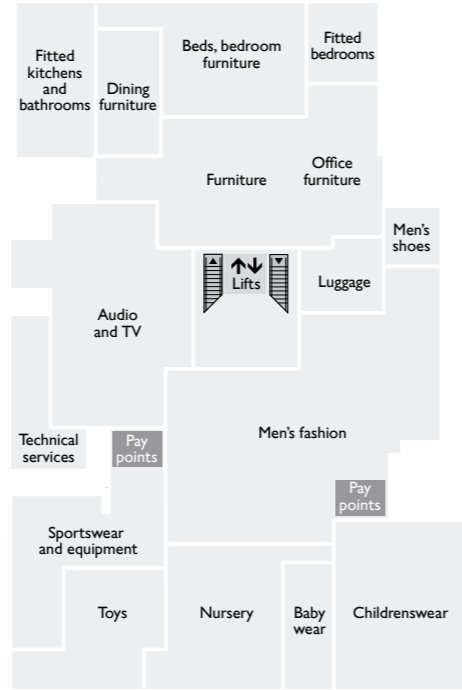 Fitted
kitchens
and
bathrooms
Dining
furniture
Beds, bedroom
furniture
Fitted
bedrooms
Furniture
Office
furniture
Men's
shoes
Lifts
Luggage
Audio
and TV
Men's fashion
Technical
services
Pay
points
Pay
points
Sportswear
and equipment
Toys
Nursery
Baby
wear
Childrenswear